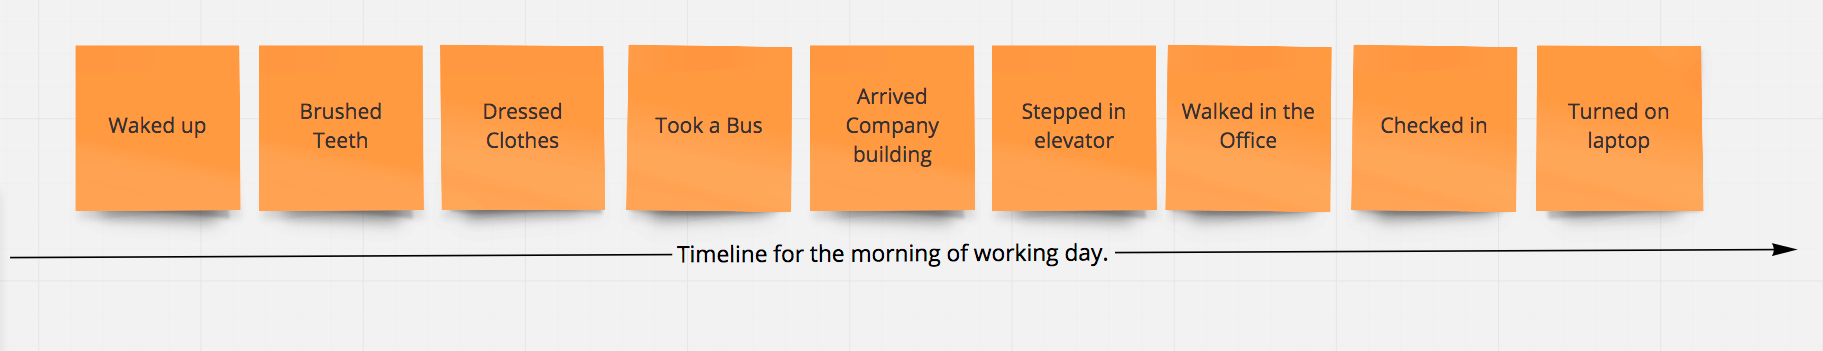 Waked up
Brushed
Teeth
Dressed
Clothes
Took a Bus
Arrived
Company
building
Stepped in
elevator
Walked in the
Office
Checked in
Turned on
laptop
Timeline for the morning of working day.